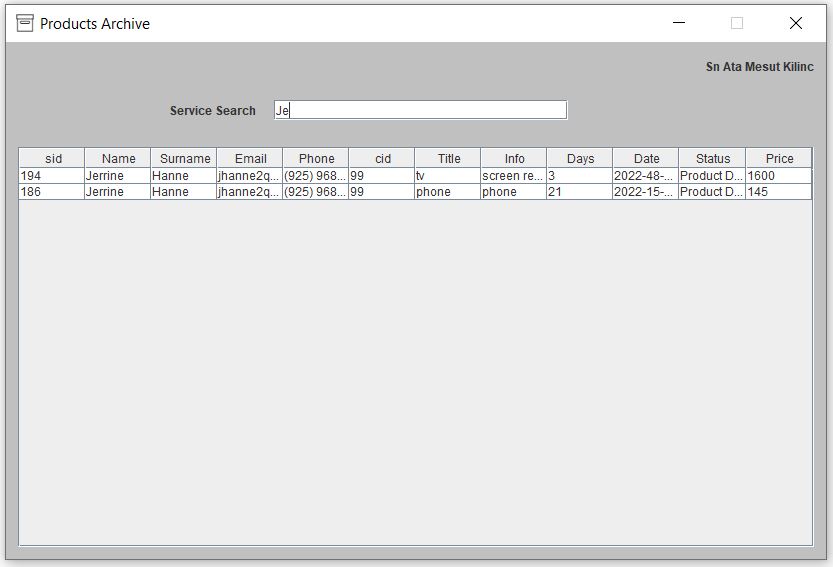 Products Archive
Sn Ata Mesut Kilinc
Service Search Je
sid Name Surname Email Phone cid Title Info Days Date Status Price
194 Jerrine Hanne jhanne2q... (925) 968... 99 tv screen re... 3 2022-48-... Product D... 1600
186 Jerrine Hanne jhanne2q... (925) 968... 99 phone phone 21 2022-15-... Product D... 145